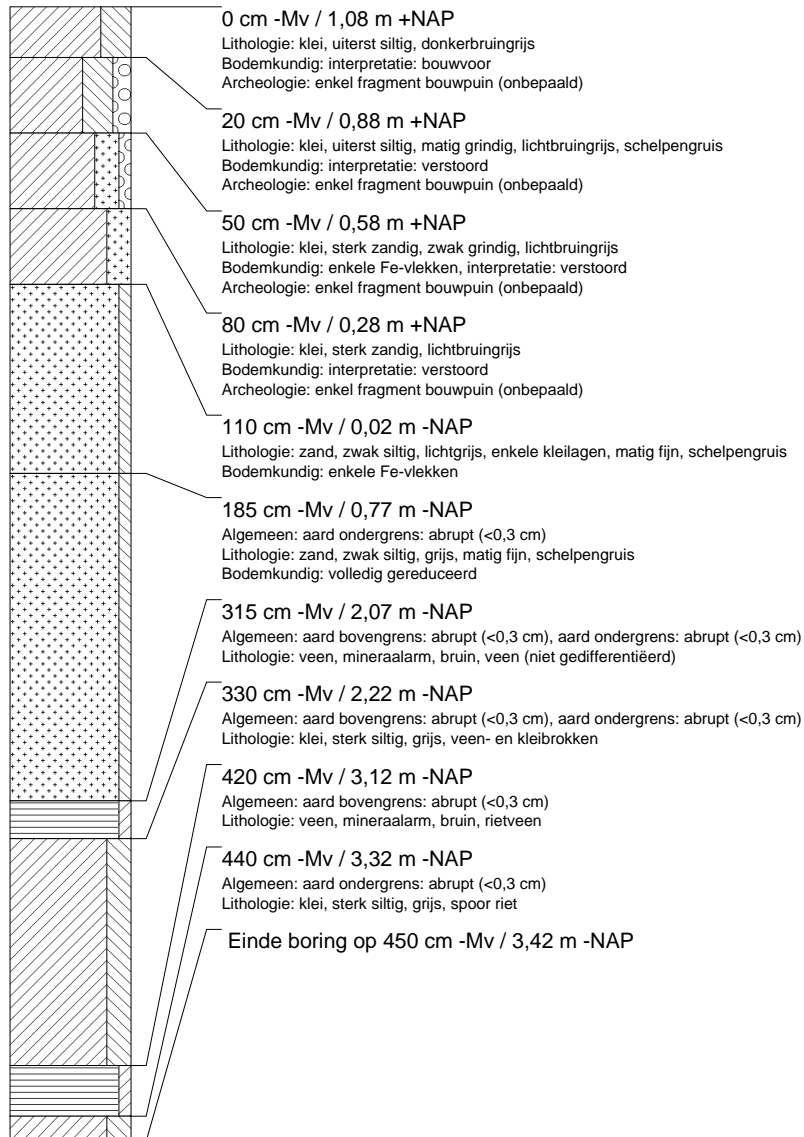 0 cm -Mv / 1,08 m +NAP
Lithologie: klei, uiterst siltig, donkerbruingrijs
Bodemkundig: interpretatie: bouwvoor
Archeologie: enkel fragment bouwpuin (onbepaald)
20 cm -Mv / 0,88 m +NAP
Lithologie: klei, uiterst siltig, matig grindig, lichtbruingrijs, schelpengruis
Bodemkundig: interpretatie: verstoord
Archeologie: enkel fragment bouwpuin (onbepaald)
50 cm -Mv / 0,58 m +NAP
Lithologie: klei, sterk zandig, zwak grindig, lichtbruingrijs
Bodemkundig: enkele Fe-vlekken, interpretatie: verstoord
Archeologie: enkel fragment bouwpuin (onbepaald)
80 cm -Mv / 0,28 m +NAP
Lithologie: klei, sterk zandig, lichtbruingrijs
Bodemkundig: interpretatie: verstoord
Archeologie: enkel fragment bouwpuin (onbepaald)
110 cm -Mv / 0,02 m -NAP
Lithologie: zand, zwak siltig, lichtgrijs, enkele kleilagen, matig fijn, schelpengruis
Bodemkundig: enkele Fe-vlekken
185 cm -Mv / 0,77 m -NAP
Algemeen: aard ondergrens: abrupt (<0,3 cm)
Lithologie: zand, zwak siltig, grijs, matig fijn, schelpengruis
Bodemkundig: volledig gereduceerd
315 cm -Mv / 2,07 m -NAP
Algemeen: aard bovengrens: abrupt (<0,3 cm), aard ondergrens: abrupt (<0,3 cm)
Lithologie: veen, mineraalarm, bruin, veen (niet gedifferentiëerd)
330 cm -Mv / 2,22 m -NAP
Algemeen: aard bovengrens: abrupt (<0,3 cm), aard ondergrens: abrupt (<0,3 cm)
Lithologie: klei, sterk siltig, grijs, veen- en kleibrokken
420 cm -Mv / 3,12 m -NAP
Algemeen: aard bovengrens: abrupt (<0,3 cm)
Lithologie: veen, mineraalarm, bruin, rietveen
440 cm -Mv / 3,32 m -NAP
Algemeen: aard ondergrens: abrupt (<0,3 cm)
Lithologie: klei, sterk siltig, grijs, spoor riet
Einde boring op 450 cm -Mv / 3,42 m -NAP